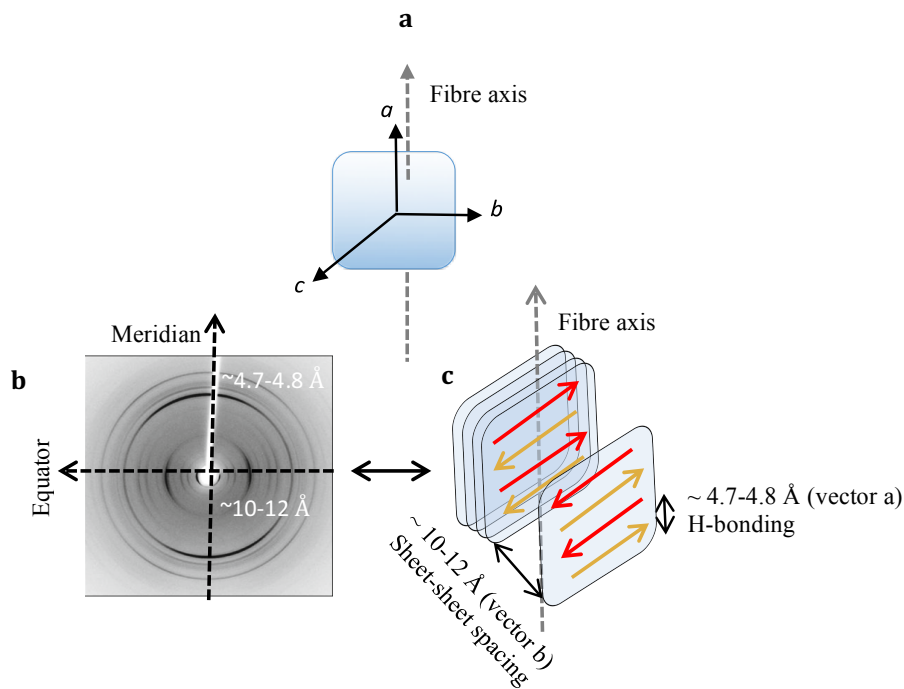 a
Fibre axis
a
b
c
Fibre axis
Meridian
b
~4.7-4.8 Å
Equator
~10-12 Å
c
~ 4.7-4.8 Å (vector a)
H-bonding
~ 10-12 Å (vector b)
Sheet-sheet spacing